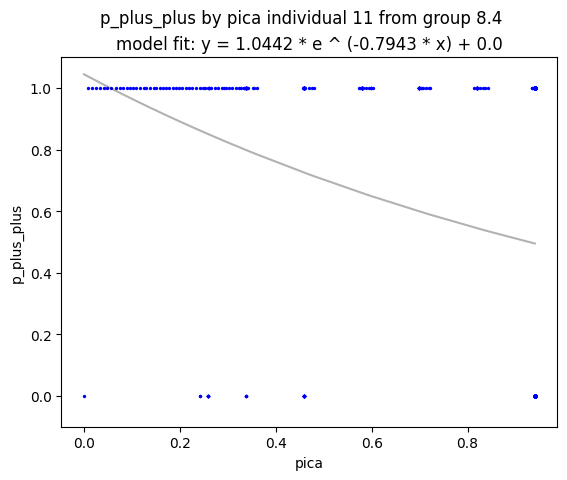 p_plus_plus by pica individual 11 from group 8.4
model fit: y = 1.0442 * e ^ (-0.7943 * x) + 0.0
p_plus_plus
1.0
0.8
0.6
0.4
0.2
0.0
0.0 0.2 0.4 0.6 0.8
pica